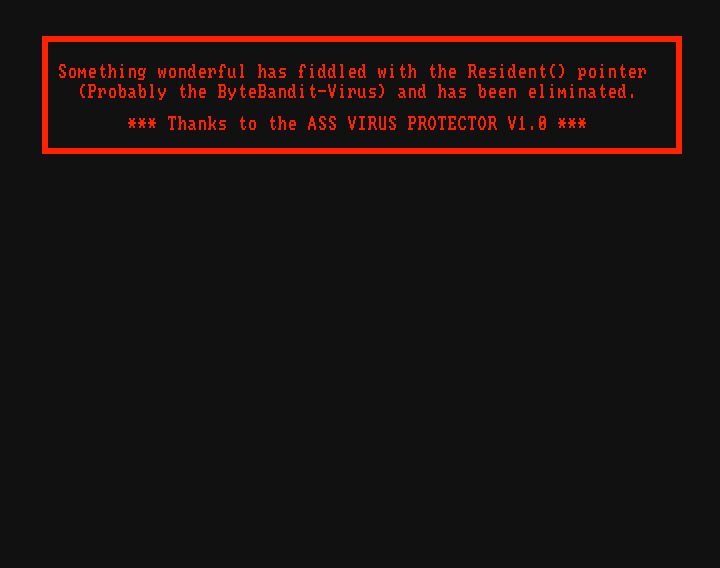 Something wonderful has fiddled with the Resident() pointer
(Probably the ByteBandit-Virus) and has been eliminated.
*** Thanks to the ASS VIRUS PROTECTOR V1.0 ***